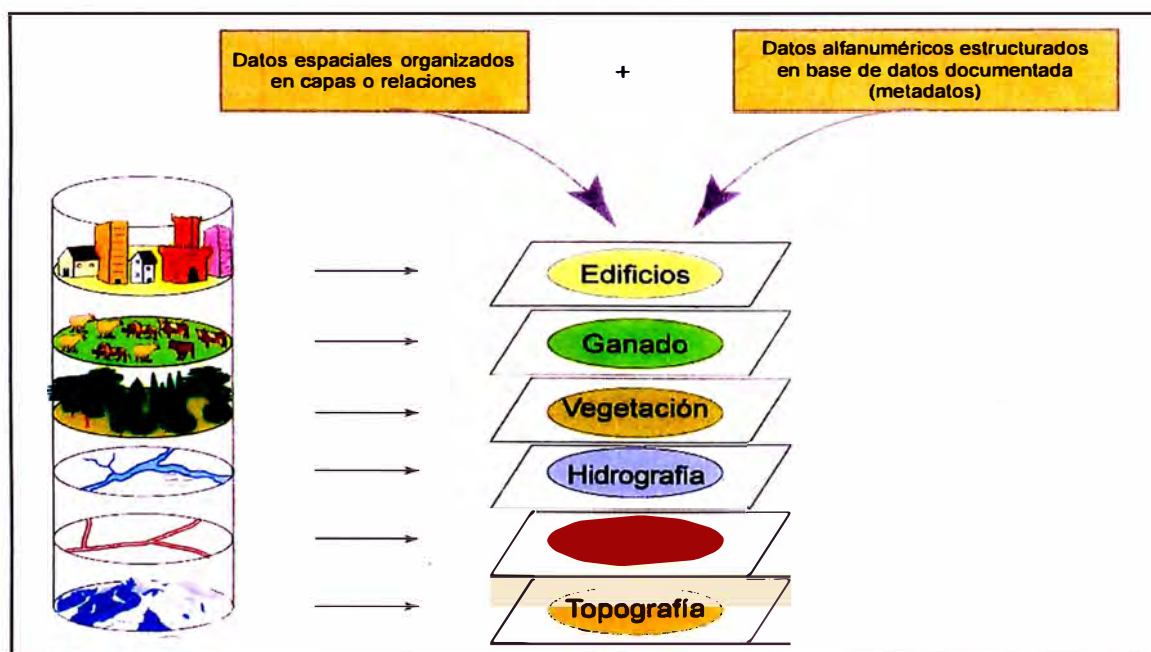 Datos espaciales organizados
en capas o relaciones
+
Datos alfanuméricos estructurados
en base de datos documentada
(metadatos)
Edificios
Ganado
Vegetación
Hidrografía
Topografía